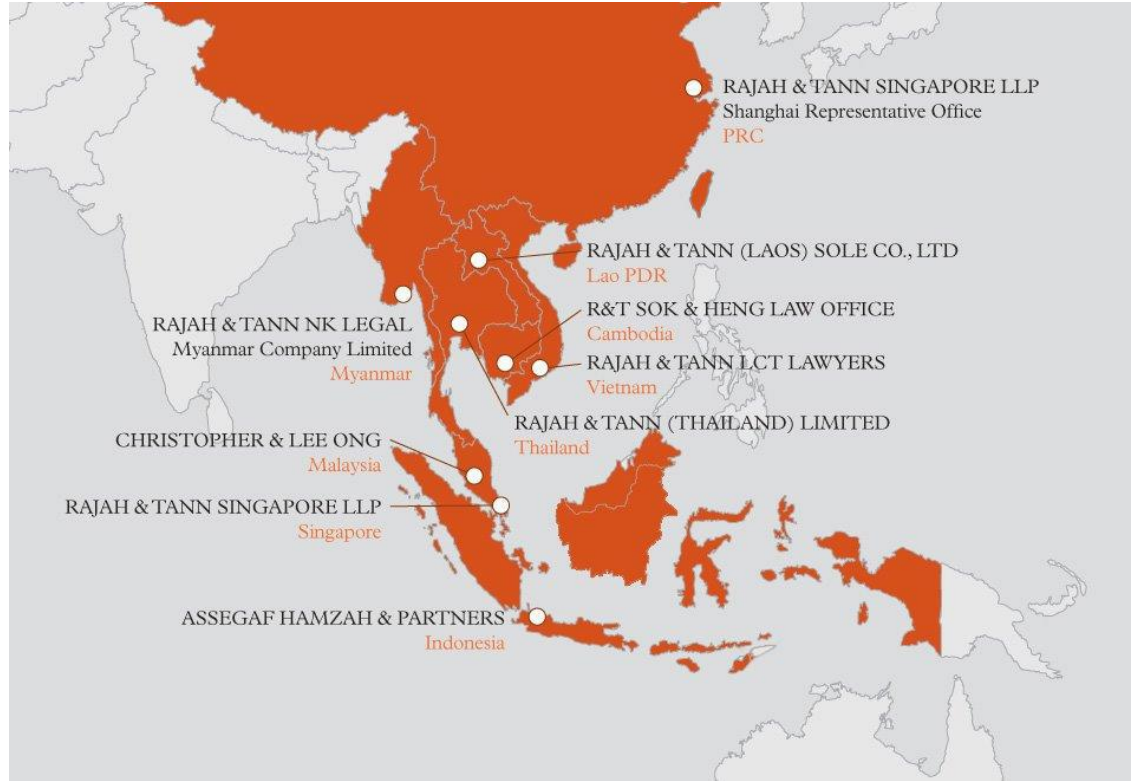 RAJAH & TANN SINGAPORE LLP
Shanghai Representative Office
PRC
RAJAH & TANN (LAOS) SOLE CO., LTD
Lao PDR
RAJAH & TANN NK LEGAL
Myanmar Company Limited
Myanmar
R&T SOK & HENG LAW OFFICE
Cambodia
RAJAH & TANN LCT LAWYERS
Vietnam
RAJAH & TANN (THAILAND) LIMITED
Thailand
CHRISTOPHER & LEE ONG
Malaysia
RAJAH & TANN SINGAPORE LLP
Singapore
ASSEGAF HAMZAH & PARTNERS
Indonesia